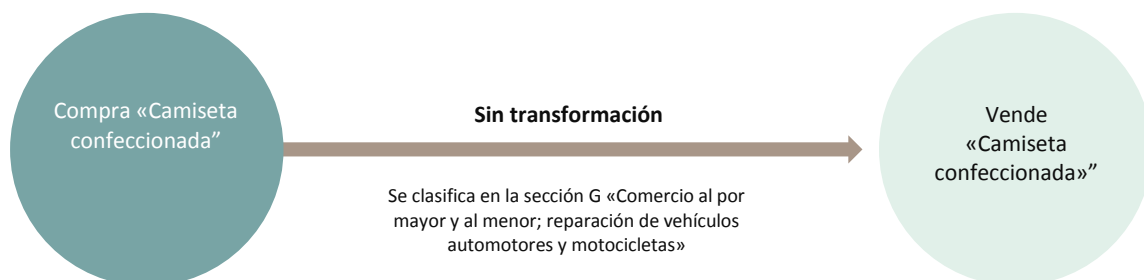 Compra «Camiseta
confeccionada”
Sin transformación
Se clasifica en la sección G «Comercio al por
mayor y al menor; reparación de vehículos
automotores y motocicletas»
Vende
«Camiseta
confeccionada»”